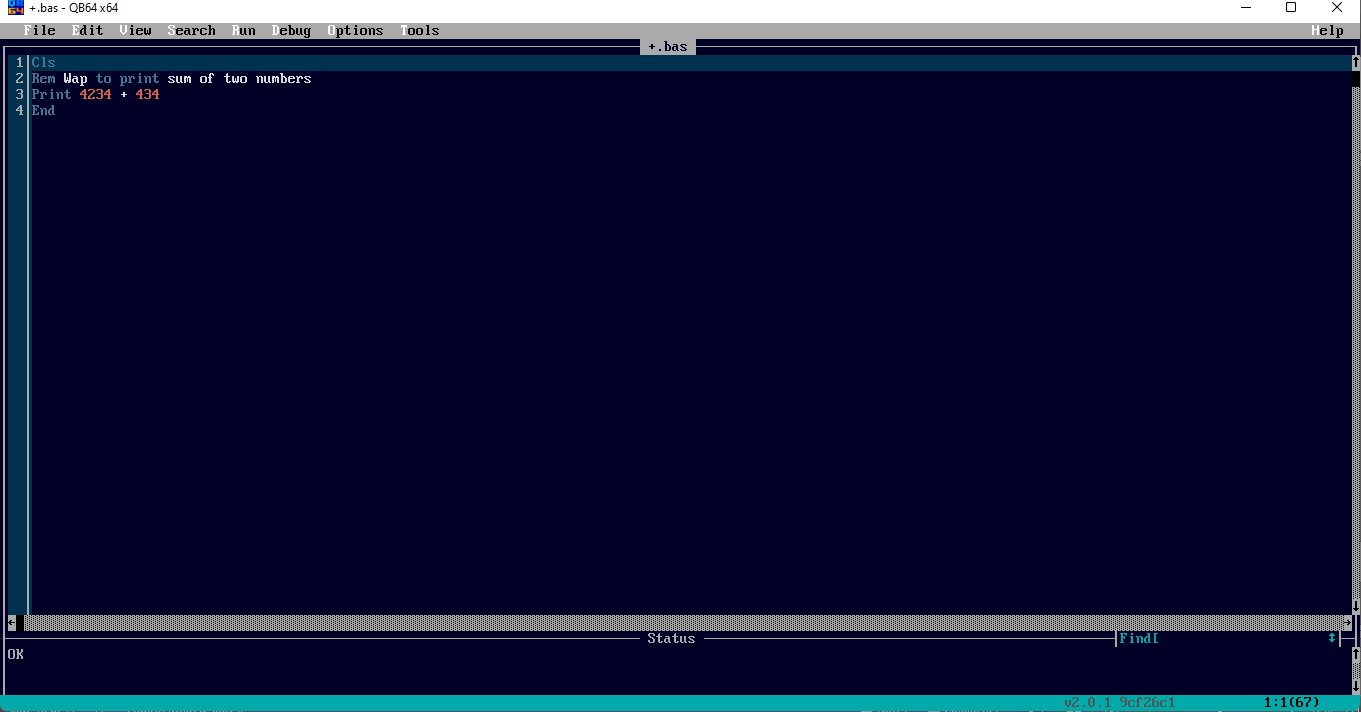 +.bas - QB64 x64
File Edit View Search Run Debug Options Tools Help
+.bas
1 Cls
2 Rem Wap to print sum of two numbers
3 Print 4234 + 434
4 End
Status
Find[
OK
v2.0.1 9cf26c1 1:1(67)